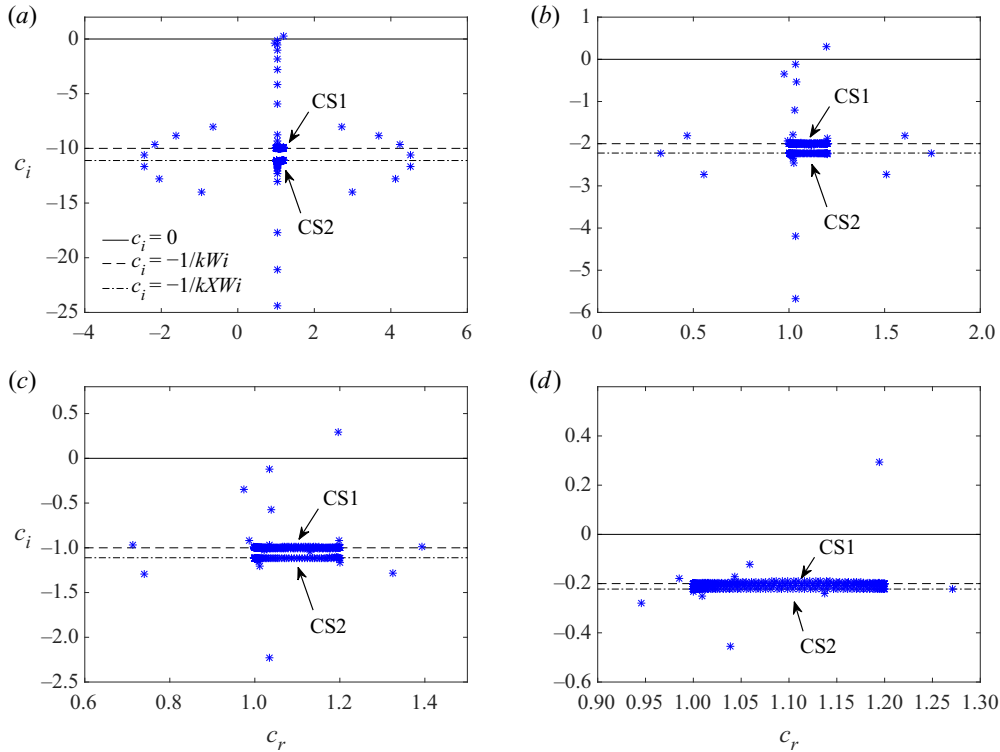 (a)
0
−5
−10
−15
−20
−25
c_i
CS1
CS2
c_i = 0
c_i = −1/kWi
c_i = −1/kXWi
−4 −2 0 2 4 6
(b)
1
0
−1
−2
−3
−4
−5
−6
CS1
CS2
0 0.5 1.0 1.5 2.0
(c)
0.5
0
−0.5
−1.0
−1.5
−2.0
−2.5
c_i
CS1
CS2
0.6 0.8 1.0 1.2 1.4
c_r
(d)
0.4
0.2
0
−0.2
−0.4
−0.6
CS1
CS2
0.90 0.95 1.00 1.05 1.10 1.15 1.20 1.25 1.30
c_r